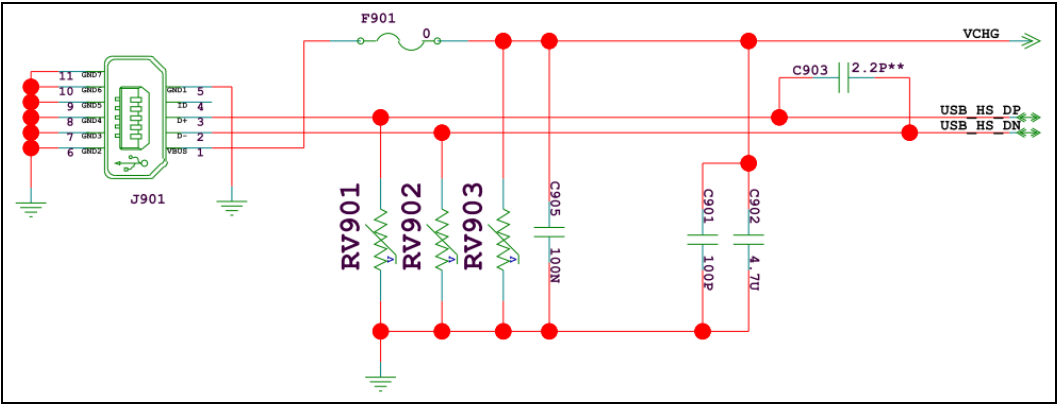 F901
0
VCHG
C903
2.2P**
USB_HS_DP
USB_HS_DN
11 GND7
10 GND6
9 GND5
8 GND4
7 GND3
6 GND2
GND1 5
ID 4
D+ 3
D- 2
VBUS 1
J901
RV901
V
RV902
V
RV903
V
C905
100N
C901
100P
C902
4.7U